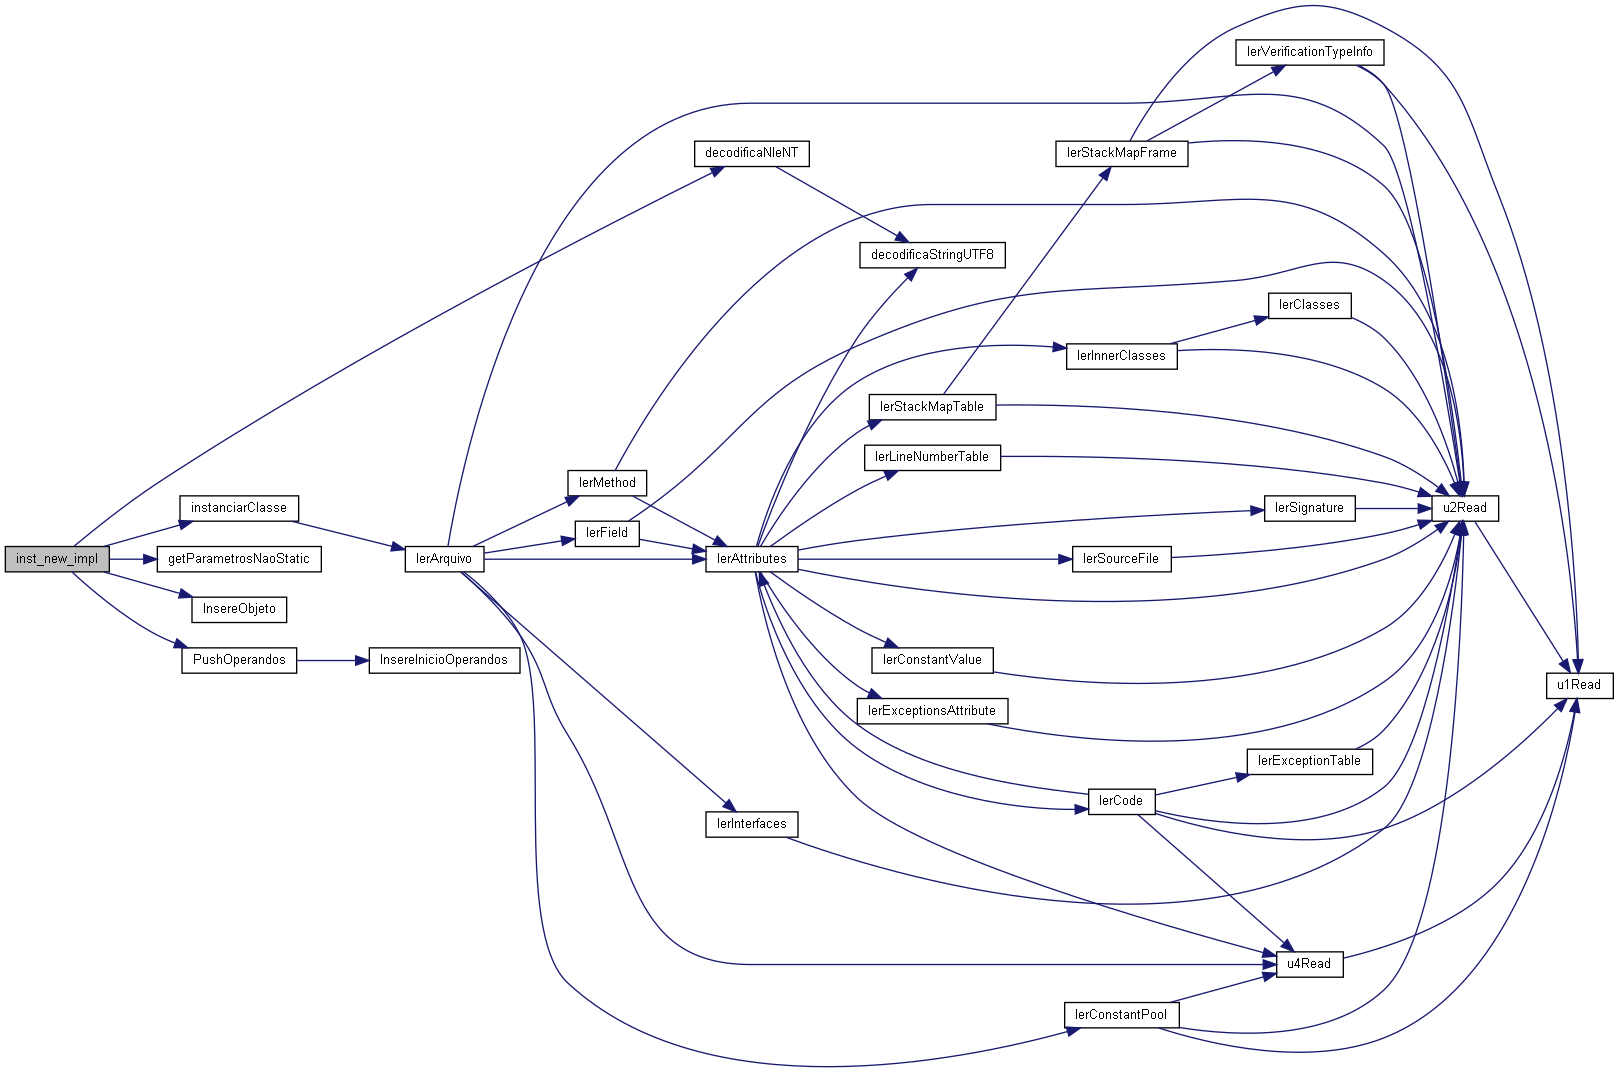 lerVerificationTypeInfo
decodificaNIeNT
lerStackMapFrame
decodificaStringUTF8
lerClasses
lerInnerClasses
lerStackMapTable
lerLineNumberTable
lerMethod
instanciarClasse
lerSignature
u2Read
lerField
inst_new_impl
getParametrosNaoStatic
lerArquivo
lerAttributes
lerSourceFile
InsereObjeto
PushOperandos
InsereInicioOperandos
lerConstantValue
u1Read
lerExceptionsAttribute
lerExceptionTable
lerCode
lerInterfaces
u4Read
lerConstantPool